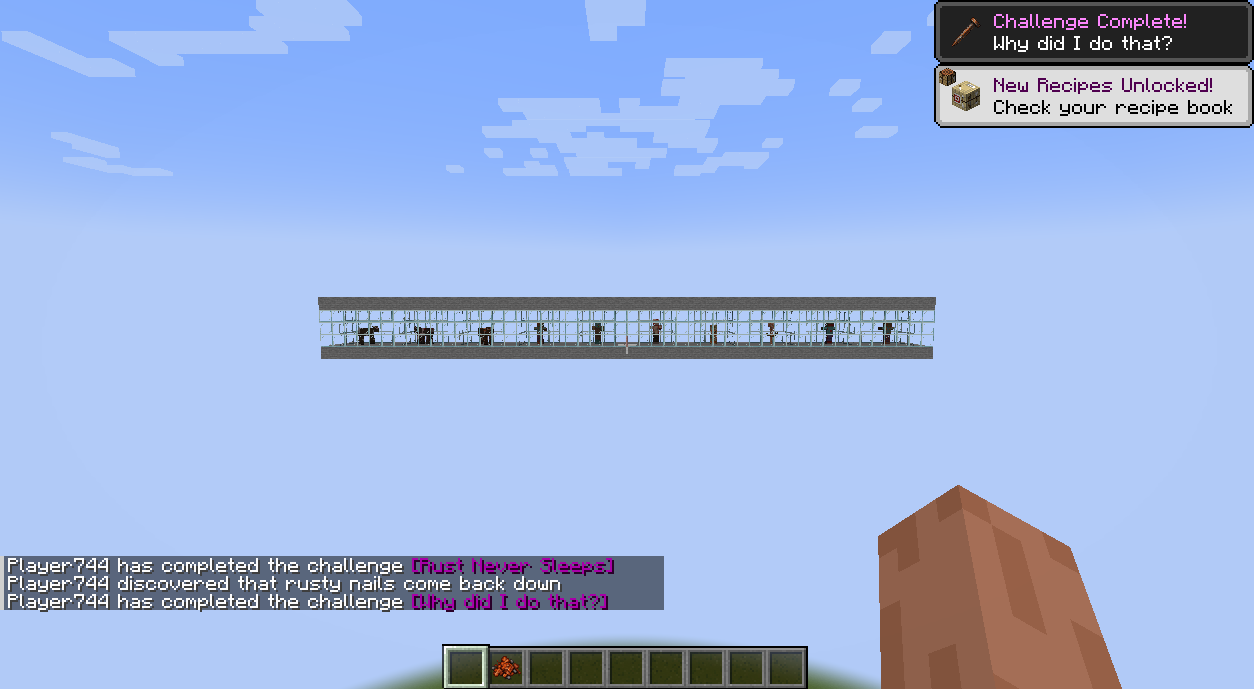 Challenge Complete!
Why did I do that?
New Recipes Unlocked!
Check your recipe book
Player744 has completed the challenge [Rust Never Sleeps]
Player744 discovered that rusty nails come back down
Player744 has completed the challenge [Why did I do that?]